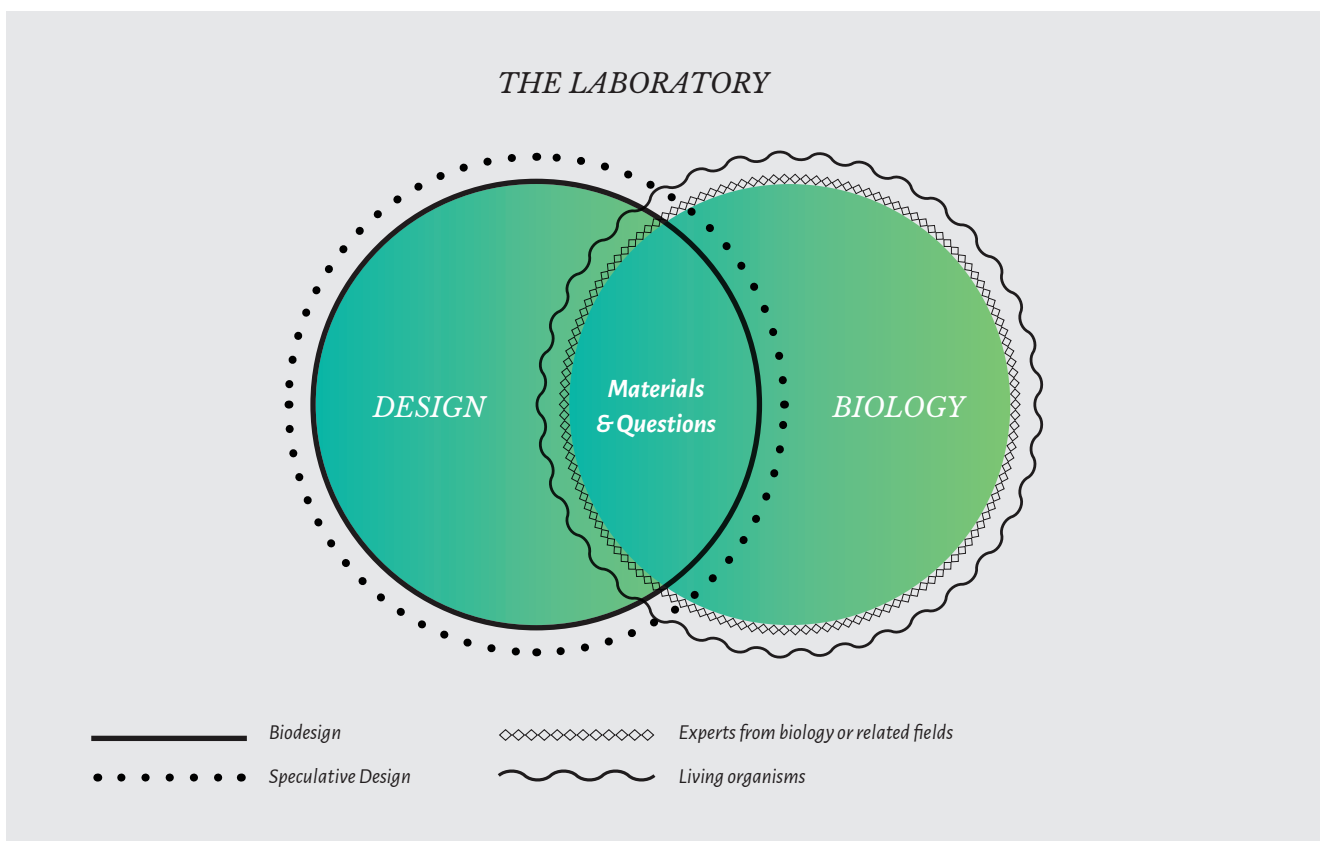 THE LABORATORY
DESIGN
Materials
& Questions
BIOLOGY
Biodesign
Experts from biology or related fields
Speculative Design
Living organisms